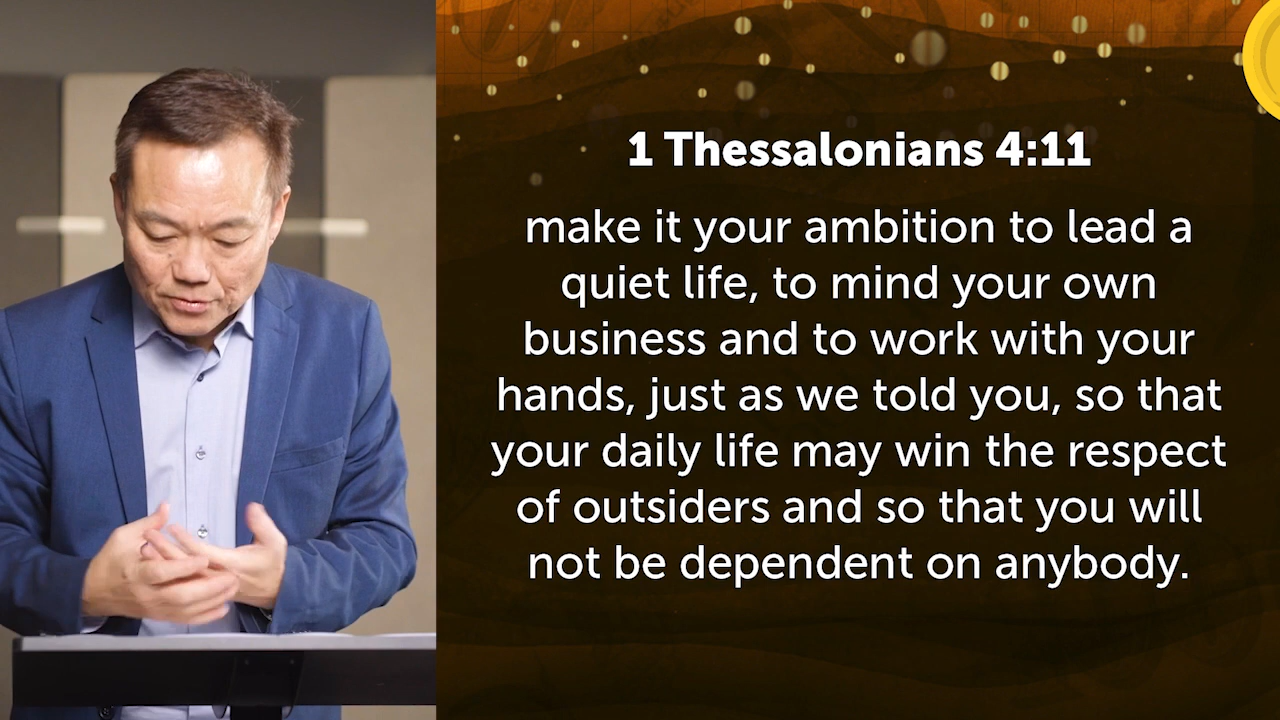 1 Thessalonians 4:11
make it your ambition to lead a
quiet life, to mind your own
business and to work with your
hands, just as we told you, so that
your daily life may win the respect
of outsiders and so that you will
not be dependent on anybody.